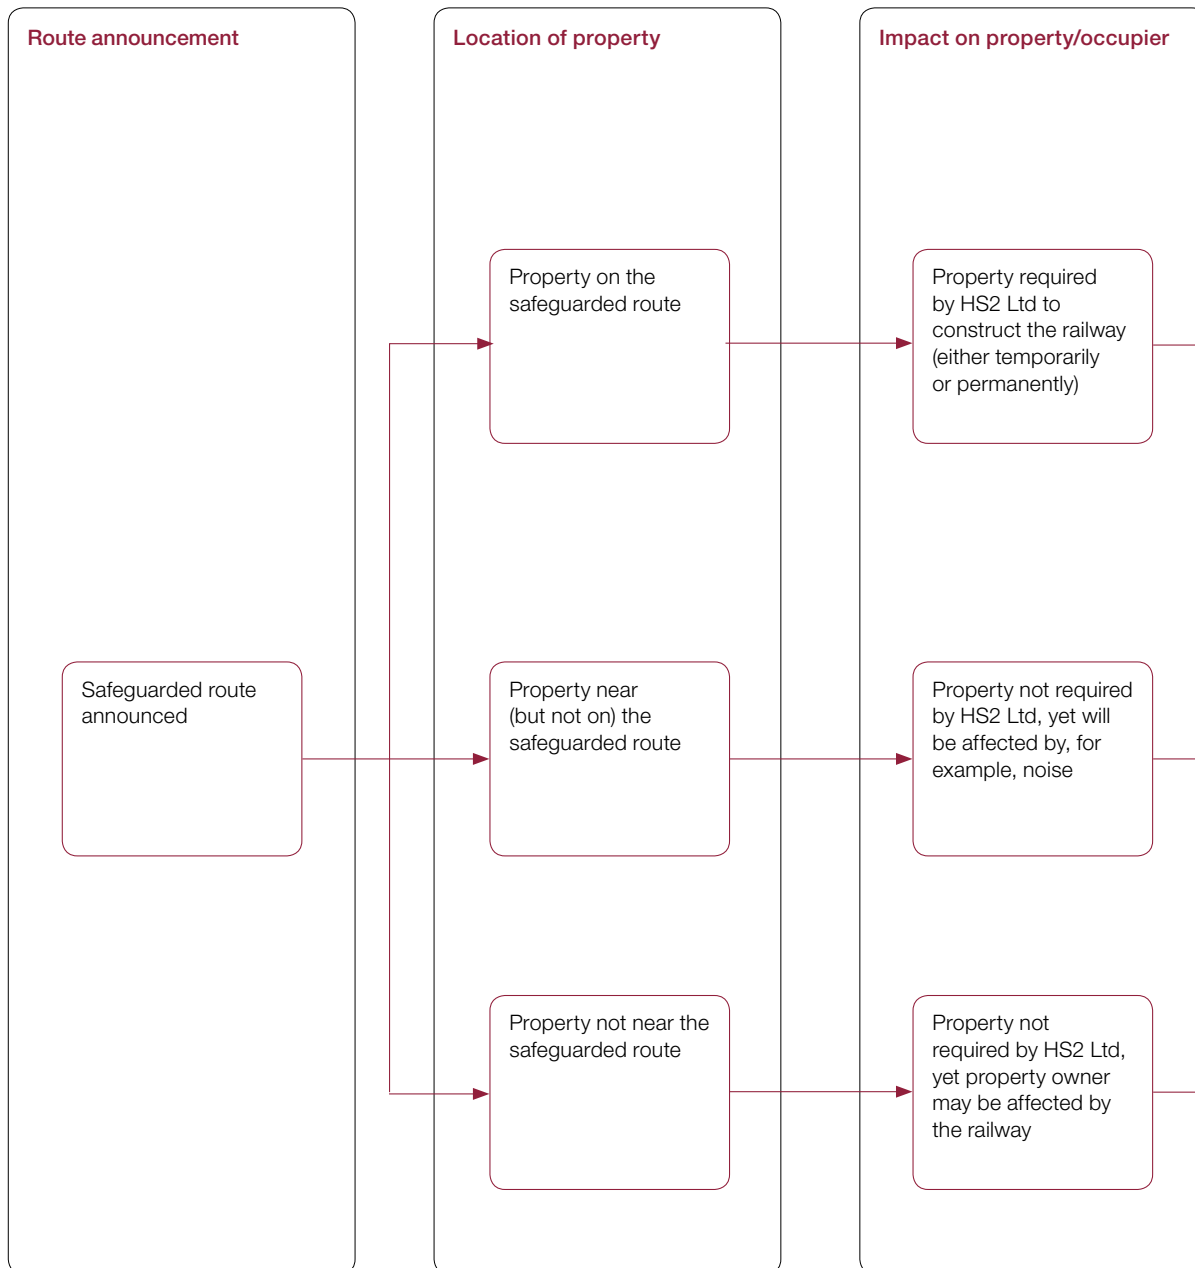 Route announcement
Location of property
Impact on property/occupier
Property on the
safeguarded route
Property required
by HS2 Ltd to
construct the railway
(either temporarily
or permanently)
Safeguarded route
announced
Property near
(but not on) the
safeguarded route
Property not required
by HS2 Ltd, yet will
be affected by, for
example, noise
Property not near the
safeguarded route
Property not
required by HS2 Ltd,
yet property owner
may be affected by
the railway